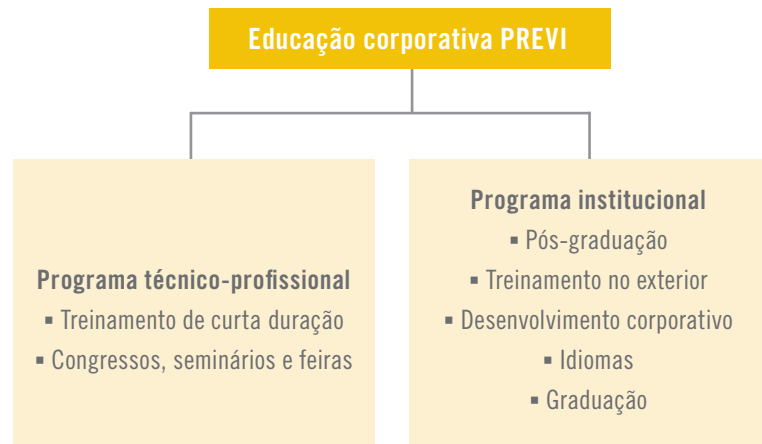 Educação corporativa PREVI
Programa técnico-profissional
▪ Treinamento de curta duração
▪ Congressos, seminários e feiras
Programa institucional
▪ Pós-graduação
▪ Treinamento no exterior
▪ Desenvolvimento corporativo
▪ Idiomas
▪ Graduação